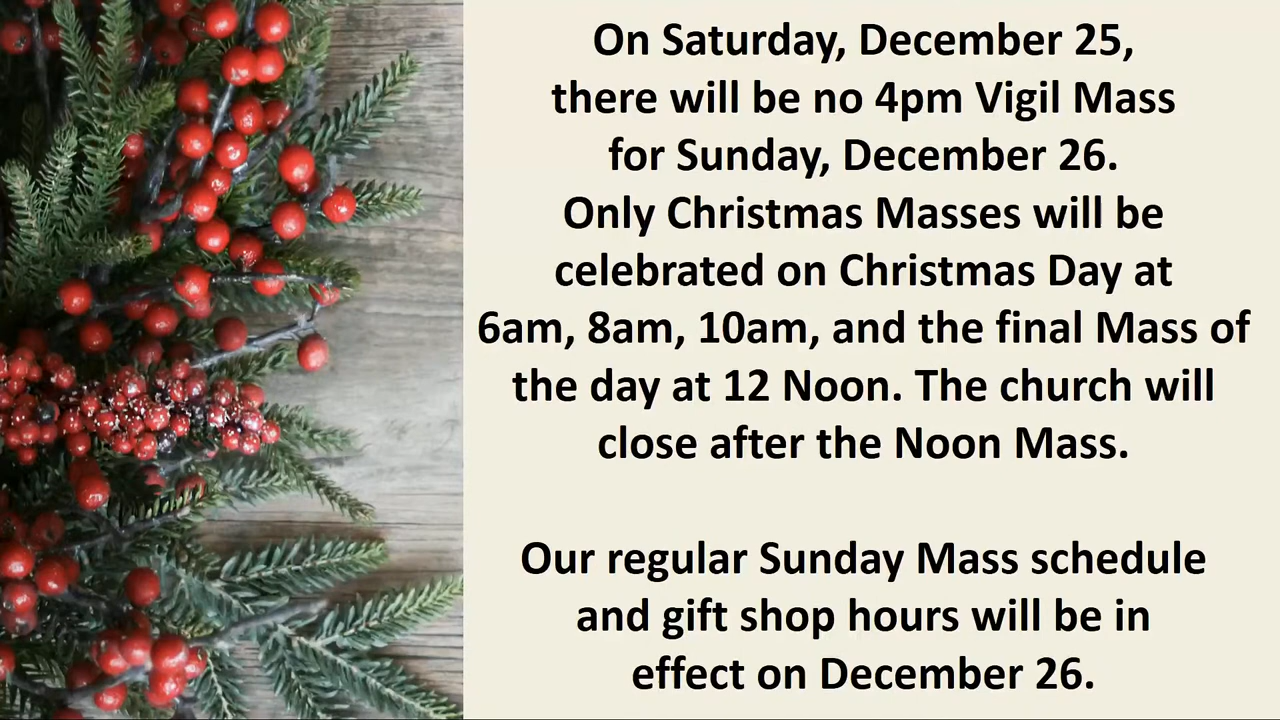 On Saturday, December 25,
there will be no 4pm Vigil Mass
for Sunday, December 26.
Only Christmas Masses will be
celebrated on Christmas Day at
6am, 8am, 10am, and the final Mass of
the day at 12 Noon. The church will
close after the Noon Mass.
Our regular Sunday Mass schedule
and gift shop hours will be in
effect on December 26.